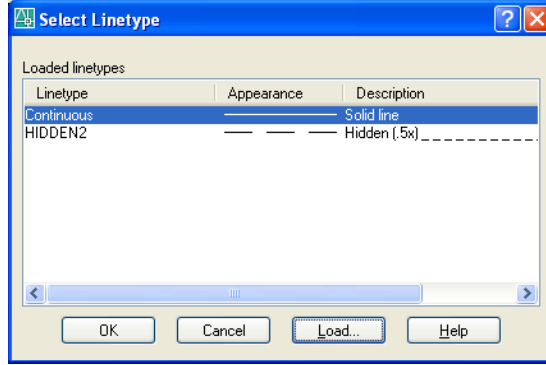 Select Linetype
Loaded linetypes
Linetype Appearance Description
Continuous Solid line
HIDDEN2 Hidden (.5x) _ _ _ _ _ _ _ _ _ _ .
OK Cancel Load... Help